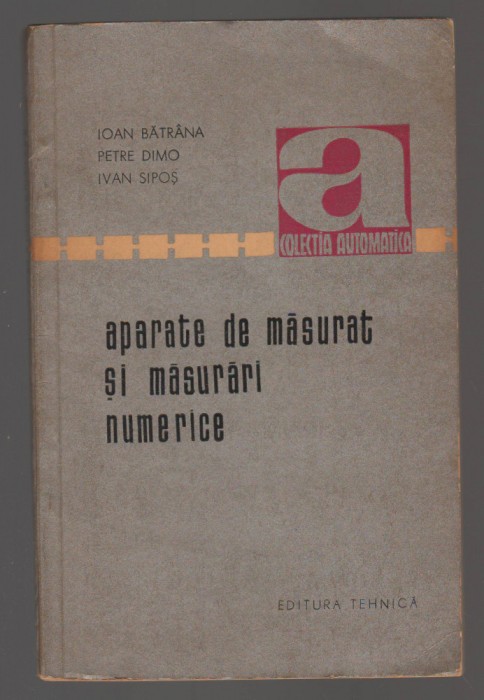 IOAN BĂTRÂNA
PETRE DIMO
IVAN SIPOȘ
a
COLECȚIA AUTOMATICA
aparate de măsurat
și măsurări
numerice
EDITURA TEHNICĂ